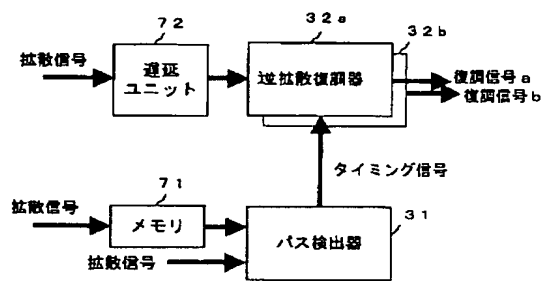 ７２
３２ａ
３２ｂ
拡散信号
遅延
ユニット
逆拡散復調器
復調信号ａ
復調信号ｂ
タイミング信号
７１
３１
拡散信号
メモリ
パス検出器
拡散信号